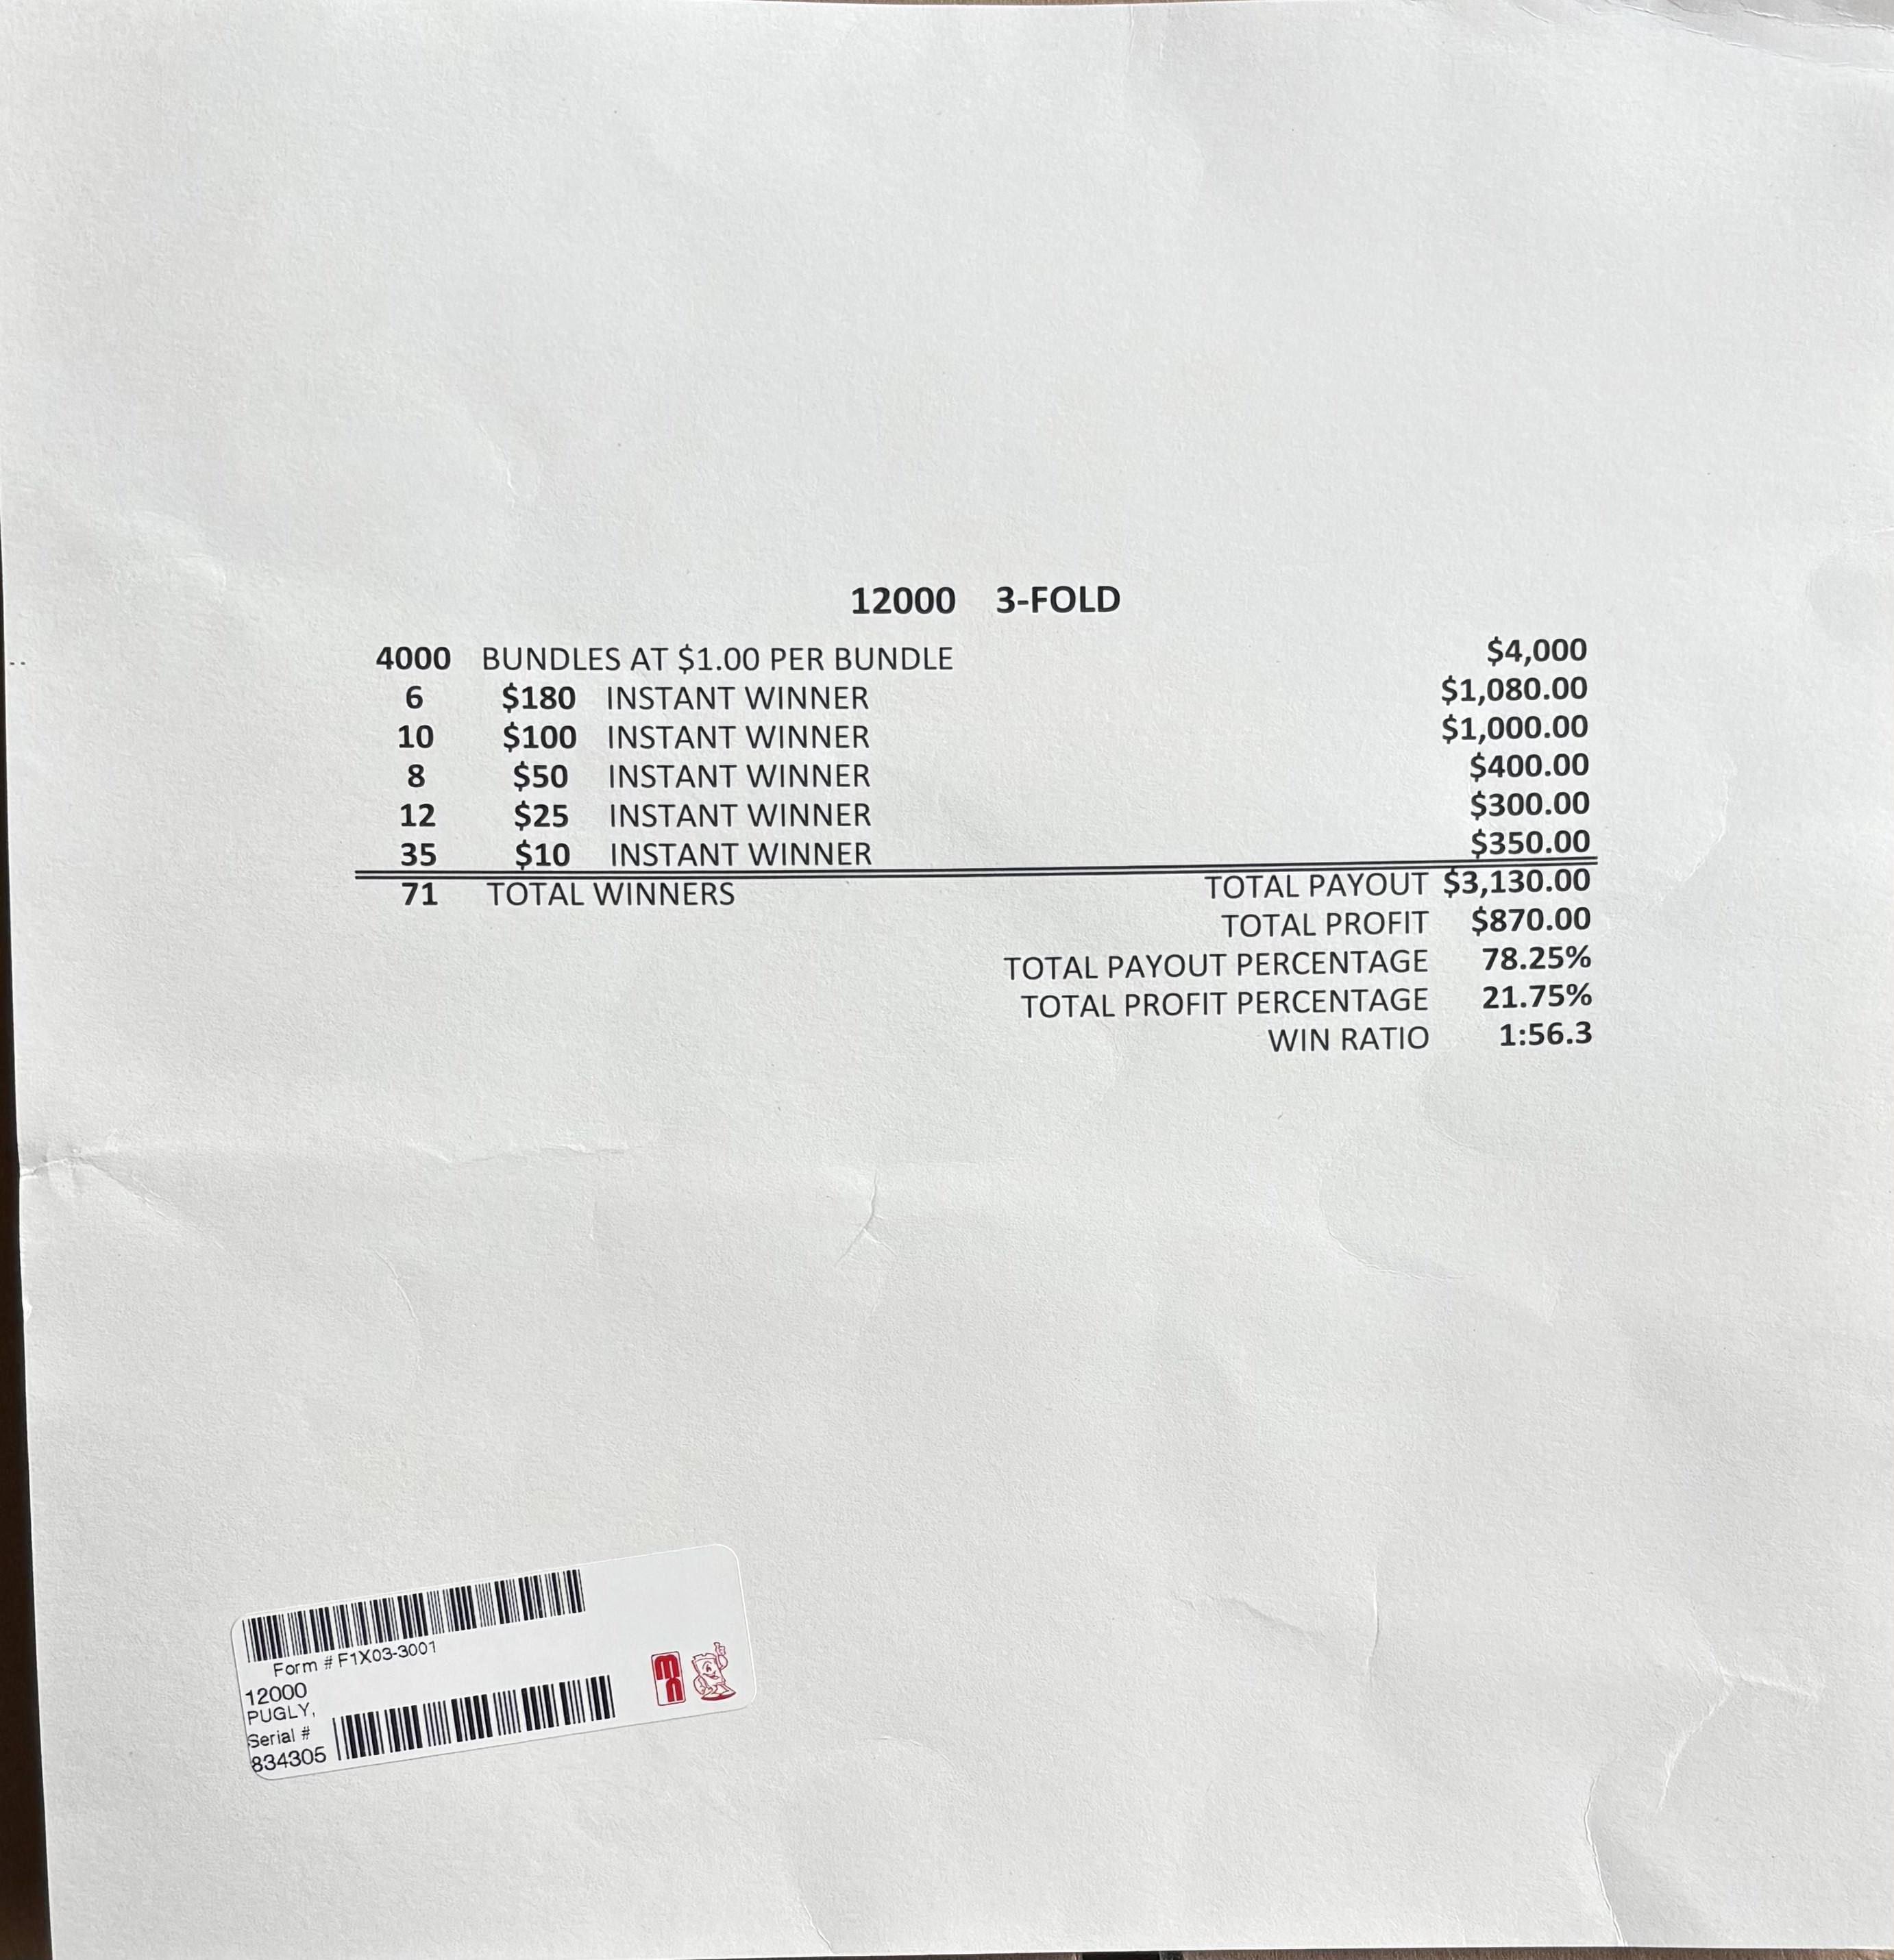 12000 3-FOLD
4000 BUNDLES AT $1.00 PER BUNDLE $4,000
6 $180 INSTANT WINNER $1,080.00
10 $100 INSTANT WINNER $1,000.00
8 $50 INSTANT WINNER $400.00
12 $25 INSTANT WINNER $300.00
35 $10 INSTANT WINNER $350.00
71 TOTAL WINNERS TOTAL PAYOUT $3,130.00
TOTAL PROFIT $870.00
TOTAL PAYOUT PERCENTAGE 78.25%
TOTAL PROFIT PERCENTAGE 21.75%
WIN RATIO 1:56.3
Form # F1X03-3001
12000
PUGLY,
Serial #
834305